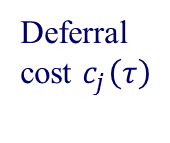 Deferral
cost 𝑐𝑗(𝜏)